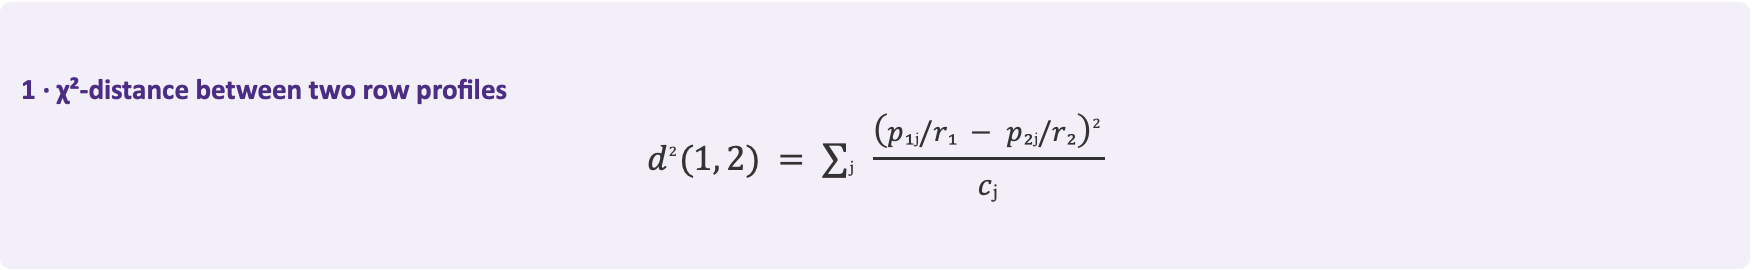 1 · χ²-distance between two row profiles
d²(1, 2) = ∑ⱼ (p₁ⱼ/r₁ − p₂ⱼ/r₂)²
cⱼ